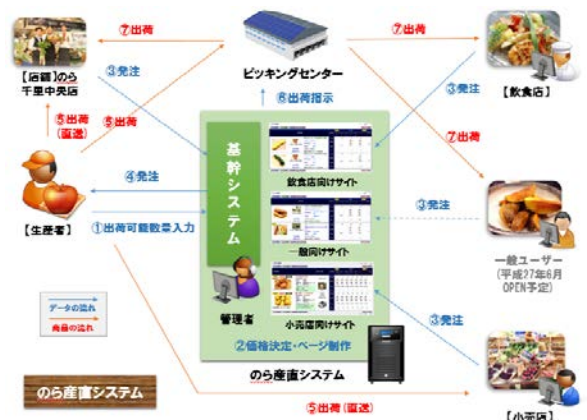 ⑦出荷
⑦出荷
【店舗】のら
千里中央店
③発注
ピッキングセンター
③発注
【飲食店】
⑤出荷
(直送)
⑤出荷
⑥出荷指示
⑦出荷
基幹システム
飲食店向けサイト
④発注
【生産者】
①出荷可能数量入力
③発注
一般向けサイト
一般ユーザー
(平成27年6月
OPEN予定)
データの流れ
商品の流れ
管理者
小売店向けサイト
③発注
②価格決定・ページ制作
のら産直システム
のら産直システム
⑤出荷(直送)
【小売店】